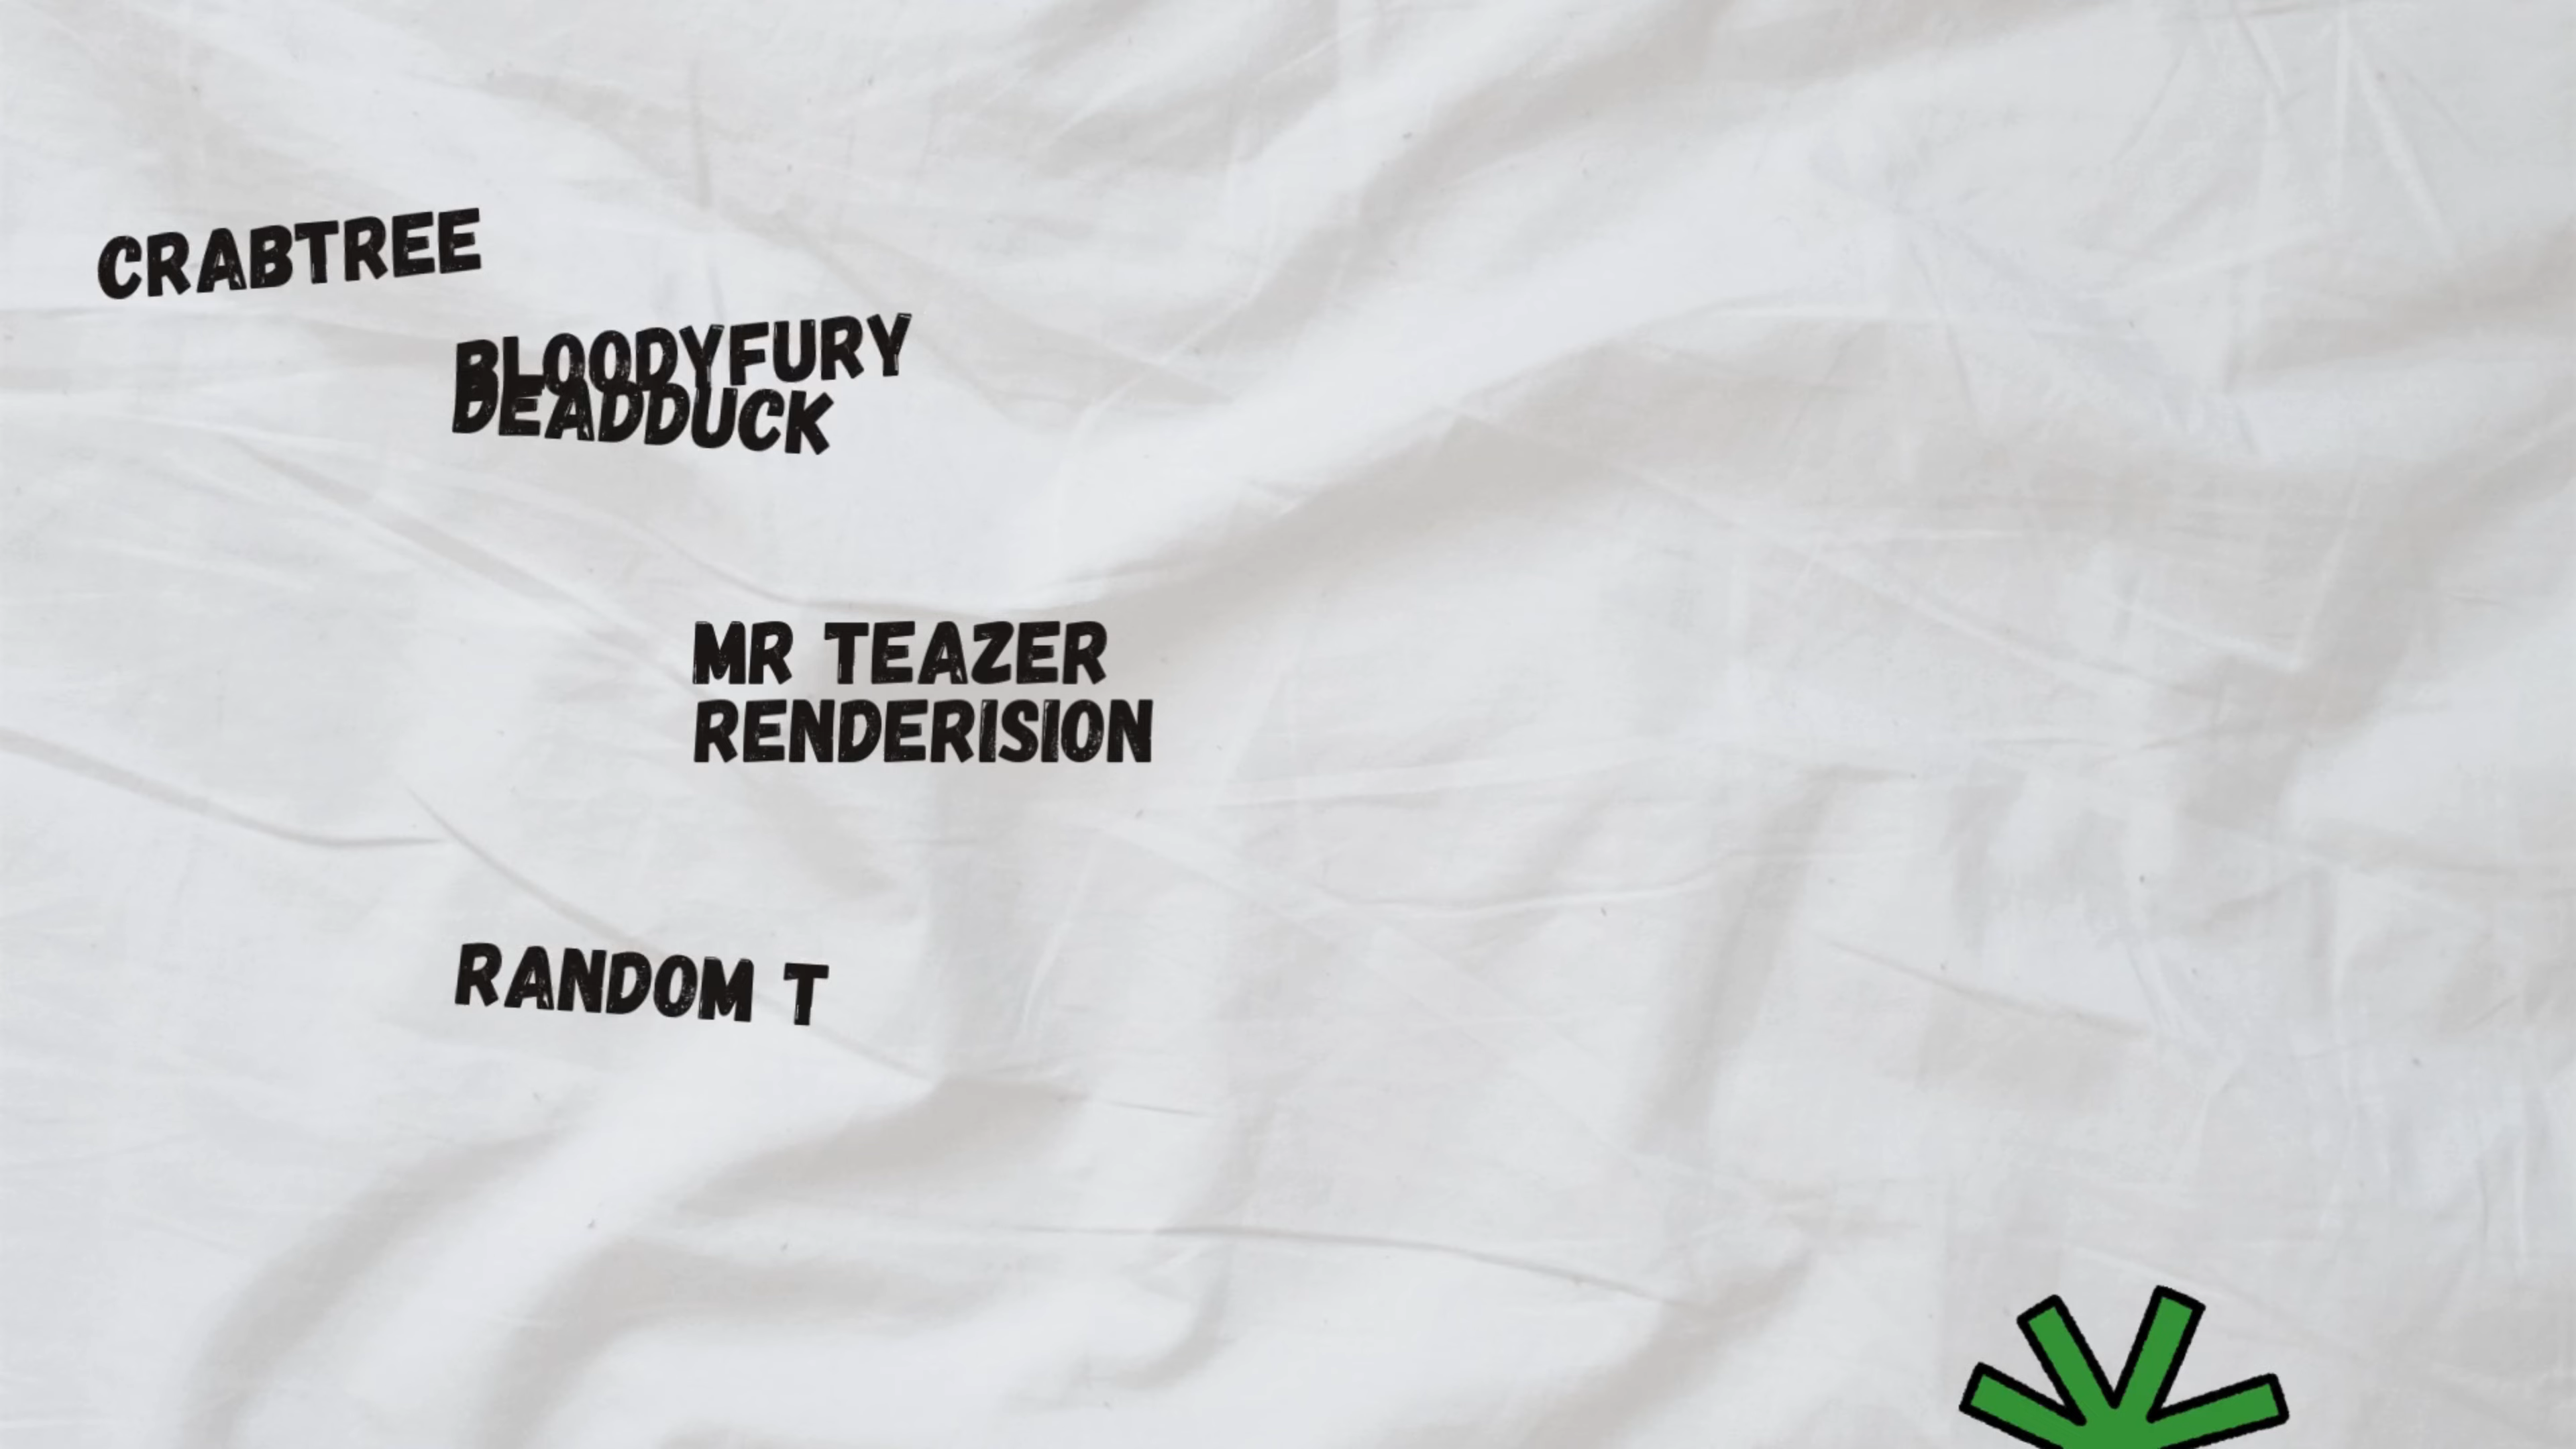 CRABTREE
BLOODYFURY
DEADDUCK
MR TEAZER
RENDERISION
RANDOM T